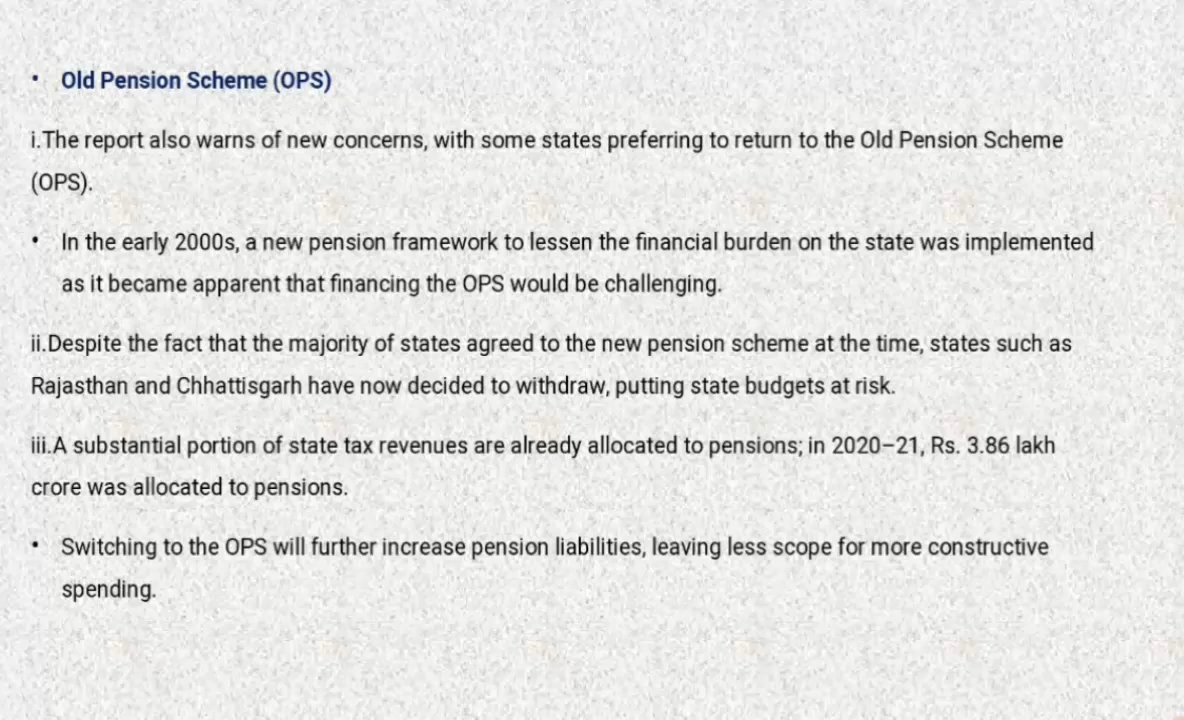 • Old Pension Scheme (OPS)
i.The report also warns of new concerns, with some states preferring to return to the Old Pension Scheme
(OPS).
• In the early 2000s, a new pension framework to lessen the financial burden on the state was implemented
as it became apparent that financing the OPS would be challenging.
ii.Despite the fact that the majority of states agreed to the new pension scheme at the time, states such as
Rajasthan and Chhattisgarh have now decided to withdraw, putting state budgets at risk.
iii.A substantial portion of state tax revenues are already allocated to pensions; in 2020–21, Rs. 3.86 lakh
crore was allocated to pensions.
• Switching to the OPS will further increase pension liabilities, leaving less scope for more constructive
spending.